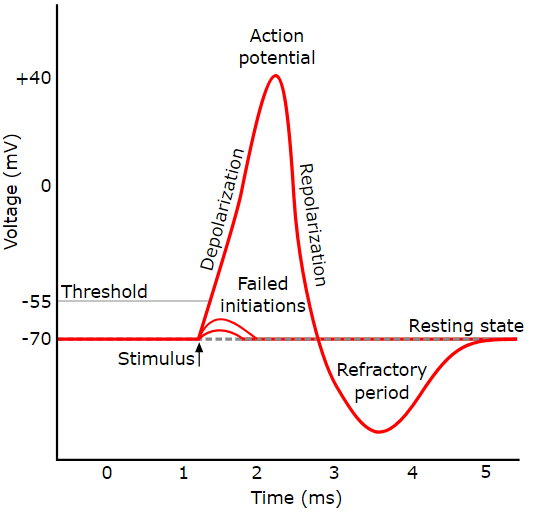 Action
potential
+40
Voltage (mV)
Depolarization
Repolarization
0
Failed
initiations
Threshold
-55
-70
Resting state
Stimulus
Refractory
period
0 1 2 3 4 5
Time (ms)